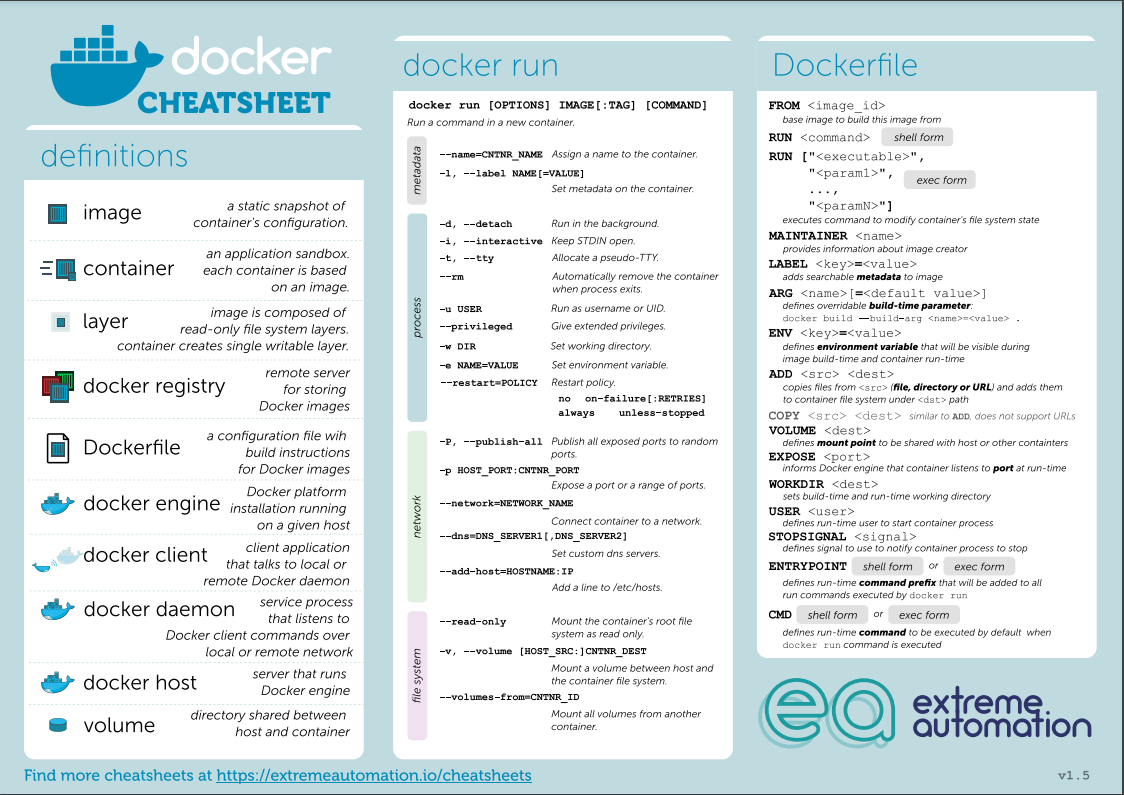 docker
CHEATSHEET
definitions
image
a static snapshot of
container's configuration.
container
an application sandbox.
each container is based
on an image.
layer
image is composed of
read-only file system layers.
container creates single writable layer.
docker registry
remote server
for storing
Docker images
Dockerfile
a configuration file wih
build instructions
for Docker images
docker engine
Docker platform
installation running
on a given host
docker client
client application
that talks to local or
remote Docker daemon
docker daemon
service process
that listens to
Docker client commands over
local or remote network
docker host
server that runs
Docker engine
volume
directory shared between
host and container
docker run
docker run [OPTIONS] IMAGE[:TAG] [COMMAND]
Run a command in a new container.
metadata
--name=CNTNR_NAME Assign a name to the container.
-l, --label NAME[=VALUE]
Set metadata on the container.
process
-d, --detach Run in the background.
-i, --interactive Keep STDIN open.
-t, --tty Allocate a pseudo-TTY.
--rm Automatically remove the container
when process exits.
-u USER Run as username or UID.
--privileged Give extended privileges.
-w DIR Set working directory.
-e NAME=VALUE Set environment variable.
--restart=POLICY Restart policy.
no on-failure[:RETRIES]
always unless-stopped
network
-P, --publish-all Publish all exposed ports to random
ports.
-p HOST_PORT:CNTNR_PORT
Expose a port or a range of ports.
--network=NETWORK_NAME
Connect container to a network.
--dns=DNS_SERVER1[,DNS_SERVER2]
Set custom dns servers.
--add-host=HOSTNAME:IP
Add a line to /etc/hosts.
file system
--read-only Mount the container's root file
system as read only.
-v, --volume [HOST_SRC:]CNTNR_DEST
Mount a volume between host and
the container file system.
--volumes-from=CNTNR_ID
Mount all volumes from another
container.
Dockerfile
FROM <image_id>
base image to build this image from
RUN <command> shell form
RUN ["<executable>",
"<param1>",
...,
"<paramN>"]
exec form
executes command to modify container's file system state
MAINTAINER <name>
provides information about image creator
LABEL <key>=<value>
adds searchable metadata to image
ARG <name>[=<default value>]
defines overridable build-time parameter:
docker build --build-arg <name>=<value> .
ENV <key>=<value>
defines environment variable that will be visible during
image build-time and container run-time
ADD <src> <dest>
copies files from <src> (file, directory or URL) and adds them
to container file system under <dst> path
COPY <src> <dest> similar to ADD, does not support URLs
VOLUME <dest>
defines mount point to be shared with host or other containters
EXPOSE <port>
informs Docker engine that container listens to port at run-time
WORKDIR <dest>
sets build-time and run-time working directory
USER <user>
defines run-time user to start container process
STOPSIGNAL <signal>
defines signal to use to notify container process to stop
ENTRYPOINT shell form or exec form
defines run-time command prefix that will be added to all
run commands executed by docker run
CMD shell form or exec form
defines run-time command to be executed by default when
docker run command is executed
ea
extreme
automation
Find more cheatsheets at https://extremeautomation.io/cheatsheets
v1.5